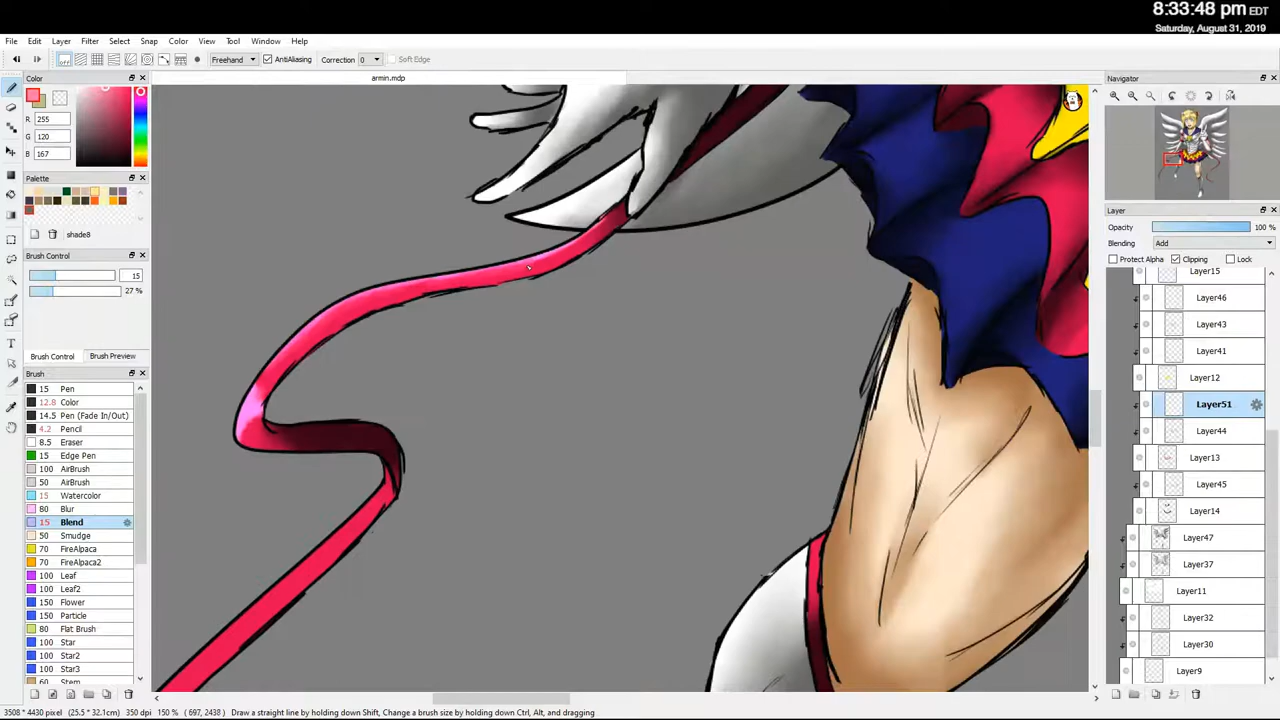 8:33:48 pm EDT
Saturday, August 31, 2019
File Edit Layer Filter Select Snap Color View Tool Window Help
OFF Freehand AntiAliasing Correction 0 Soft Edge
armin.mdp
Color
R 255
G 120
B 167
Palette
shade8
Brush Control
15
27 %
Brush Control Brush Preview
Brush
15 Pen
12.8 Color
14.5 Pen (Fade In/Out)
4.2 Pencil
8.5 Eraser
15 Edge Pen
100 AirBrush
50 AirBrush
15 Watercolor
80 Blur
15 Blend
50 Smudge
70 FireAlpaca
70 FireAlpaca2
100 Leaf
100 Leaf2
150 Flower
150 Particle
80 Flat Brush
100 Star
100 Star2
100 Star3
60 Stem
Navigator
Layer
Opacity 100 %
Blending Add
Protect Alpha Clipping Lock
Layer15
Layer46
Layer43
Layer41
Layer12
Layer51
Layer44
Layer13
Layer45
Layer14
Layer47
Layer37
Layer11
Layer32
Layer30
Layer9
3508 * 4430 pixel (25.5 * 32.1cm) 350 dpi 150 % ( 697, 2438 ) Draw a straight line by holding down Shift, Change a brush size by holding down Ctrl, Alt, and dragging